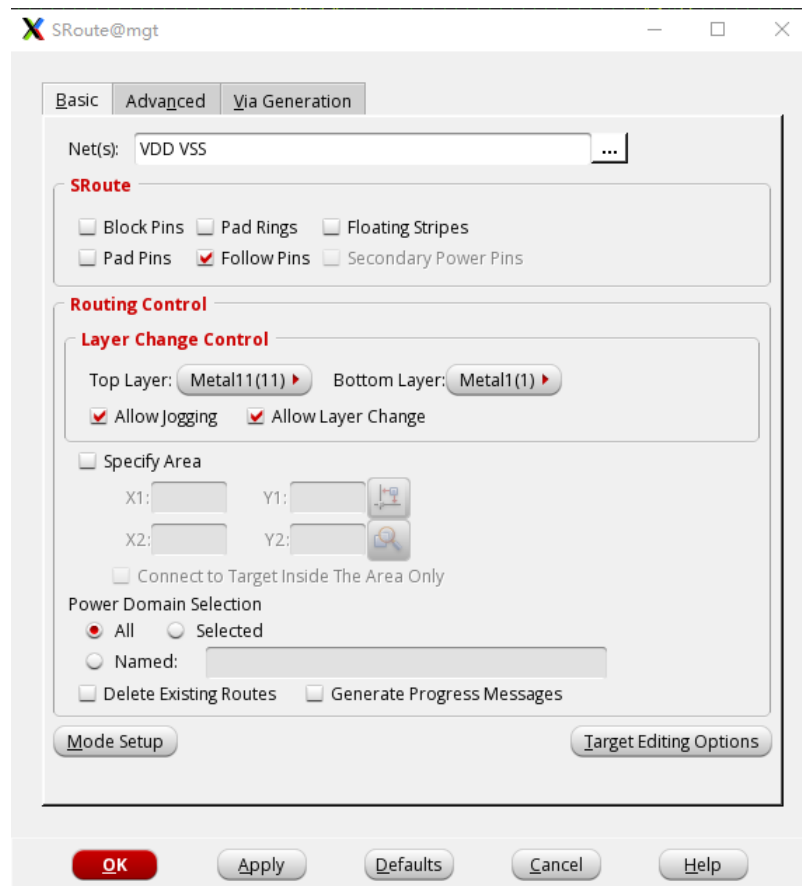 SRoute@mgt
Basic Advanced Via Generation
Net(s): VDD VSS ...
SRoute
Block Pins Pad Rings Floating Stripes
Pad Pins Follow Pins Secondary Power Pins
Routing Control
Layer Change Control
Top Layer: Metal11(11) Bottom Layer: Metal1(1)
Allow Jogging Allow Layer Change
Specify Area
X1: Y1:
X2: Y2:
Connect to Target Inside The Area Only
Power Domain Selection
All Selected
Named:
Delete Existing Routes Generate Progress Messages
Mode Setup Target Editing Options
OK Apply Defaults Cancel Help